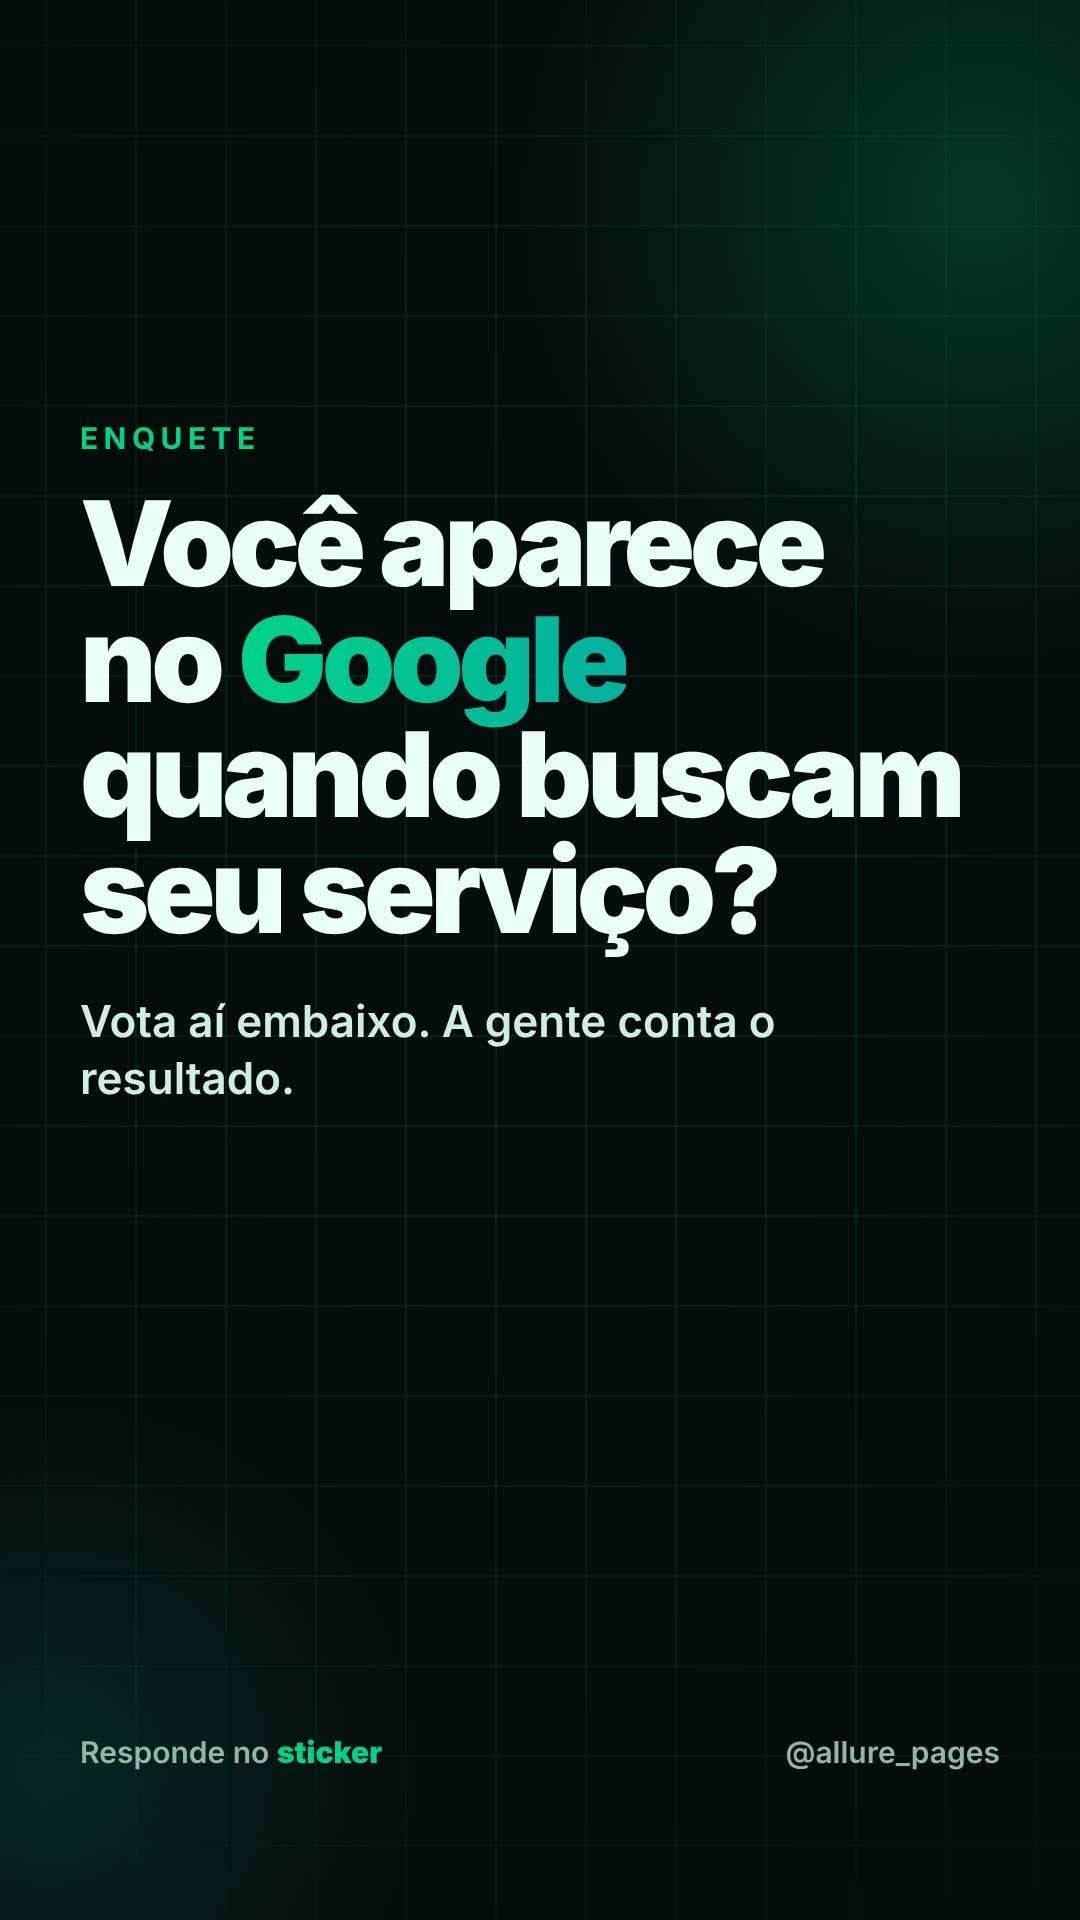 ENQUETE
Você aparece
no Google
quando buscam
seu serviço?
Vota aí embaixo. A gente conta o
resultado.
Responde no sticker
@allure_pages